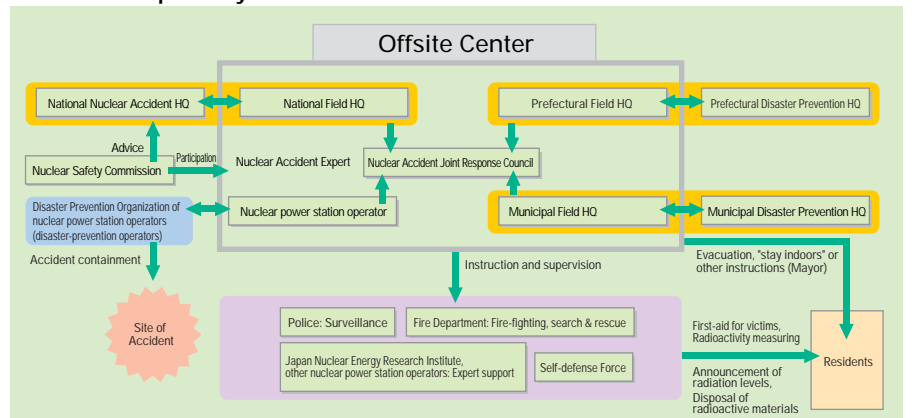 Offsite Center
National Nuclear Accident HQ
National Field HQ
Prefectural Field HQ
Prefectural Disaster Prevention HQ
Advice
Participation
Nuclear Safety Commission
Nuclear Accident Expert
Nuclear Accident Joint Response Council
Disaster Prevention Organization of
nuclear power station operators
(disaster-prevention operators)
Nuclear power station operator
Municipal Field HQ
Municipal Disaster Prevention HQ
Accident containment
Instruction and supervision
Evacuation, "stay indoors" or
other instructions (Mayor)
Site of
Accident
Police: Surveillance
Fire Department: Fire-fighting, search & rescue
Japan Nuclear Energy Research Institute,
other nuclear power station operators: Expert support
Self-defense Force
First-aid for victims,
Radioactivity measuring
Announcement of
radiation levels,
Disposal of
radioactive materials
Residents